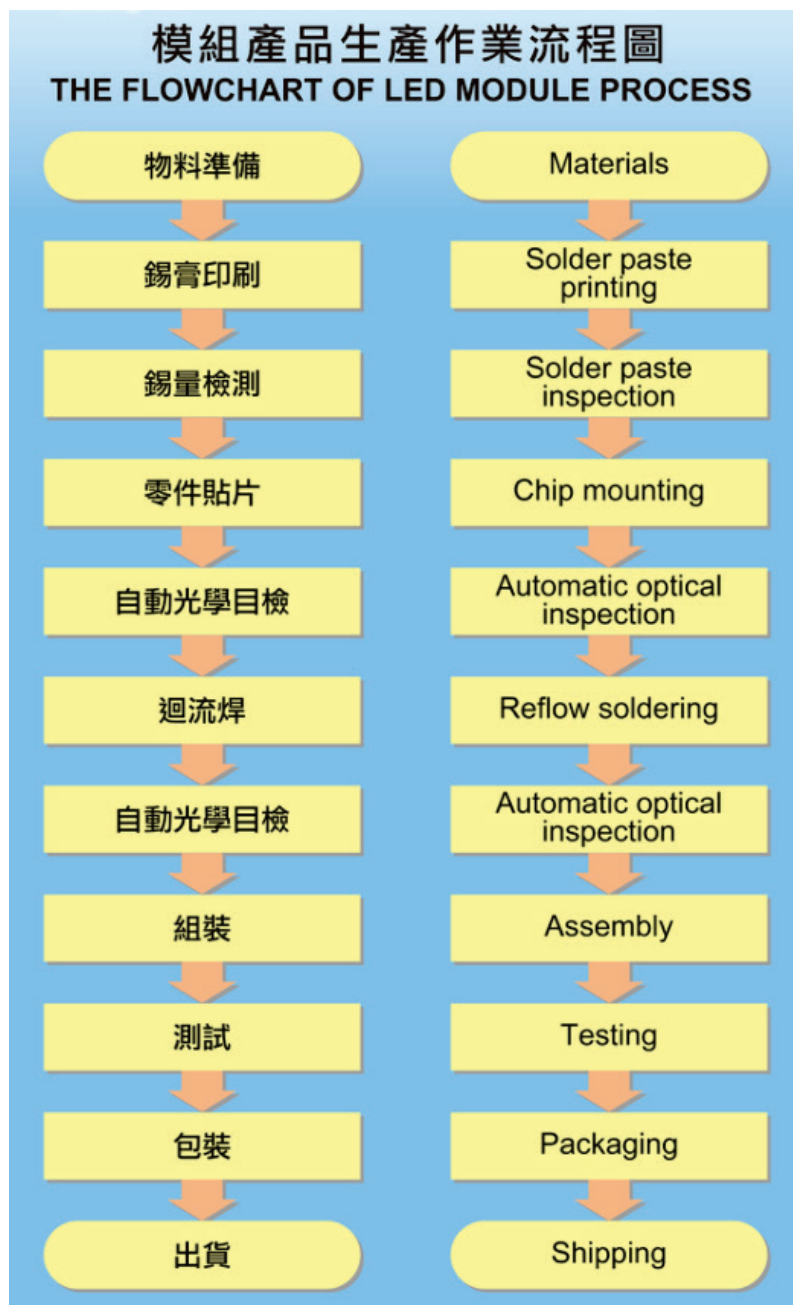 模組產品生產作業流程圖
THE FLOWCHART OF LED MODULE PROCESS
物料準備
錫膏印刷
錫量檢測
零件貼片
自動光學目檢
迴流焊
自動光學目檢
組裝
測試
包裝
出貨
Materials
Solder paste
printing
Solder paste
inspection
Chip mounting
Automatic optical
inspection
Reflow soldering
Automatic optical
inspection
Assembly
Testing
Packaging
Shipping